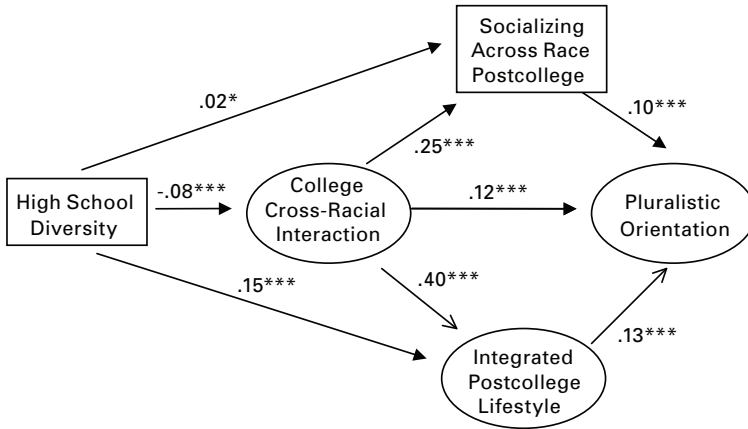 Socializing
Across Race
Postcollege
.02*
.10***
.25***
High School
Diversity
-.08***
College
Cross-Racial
Interaction
.12***
Pluralistic
Orientation
.15***
.40***
.13***
Integrated
Postcollege
Lifestyle